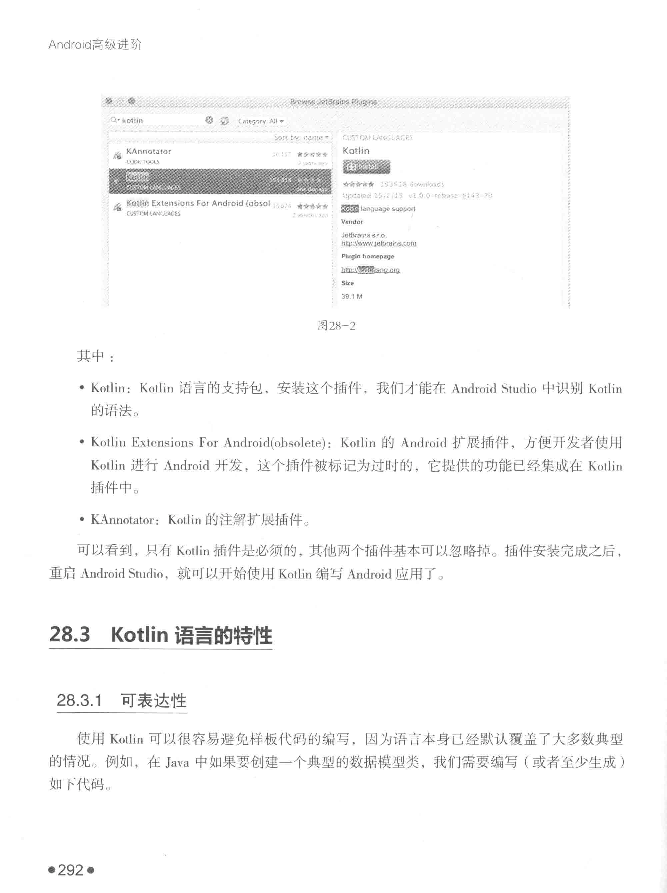 Android高级进阶
Browse JetBrains Plugins
kotlin
Category: All
Sort by: name
KAnnotator
CODE TOOLS
Kotlin
CUSTOM LANGUAGES
Kotlin Extensions For Android (obsol
CUSTOM LANGUAGES
CUSTOM LANGUAGES
Kotlin
language support
Vendor
JetBrains s.r.o.
http://www.jetbrains.com
Plugin homepage
http://kotlinlang.org
Size
39.1 M
图28-2
其中：
• Kotlin：Kotlin 语言的支持包，安装这个插件，我们才能在 Android Studio 中识别 Kotlin
的语法。
• Kotlin Extensions For Android(obsolete)：Kotlin 的 Android 扩展插件，方便开发者使用
Kotlin 进行 Android 开发，这个插件被标记为过时的，它提供的功能已经集成在 Kotlin
插件中。
• KAnnotator：Kotlin 的注解扩展插件。
可以看到，只有 Kotlin 插件是必须的，其他两个插件基本可以忽略掉。插件安装完成之后，
重启 Android Studio，就可以开始使用 Kotlin 编写 Android 应用了。
28.3 Kotlin 语言的特性
28.3.1 可表达性
使用 Kotlin 可以很容易避免样板代码的编写，因为语言本身已经默认覆盖了大多数典型
的情况。例如，在 Java 中如果要创建一个典型的数据模型类，我们需要编写（或者至少生成）
如下代码。
•292•